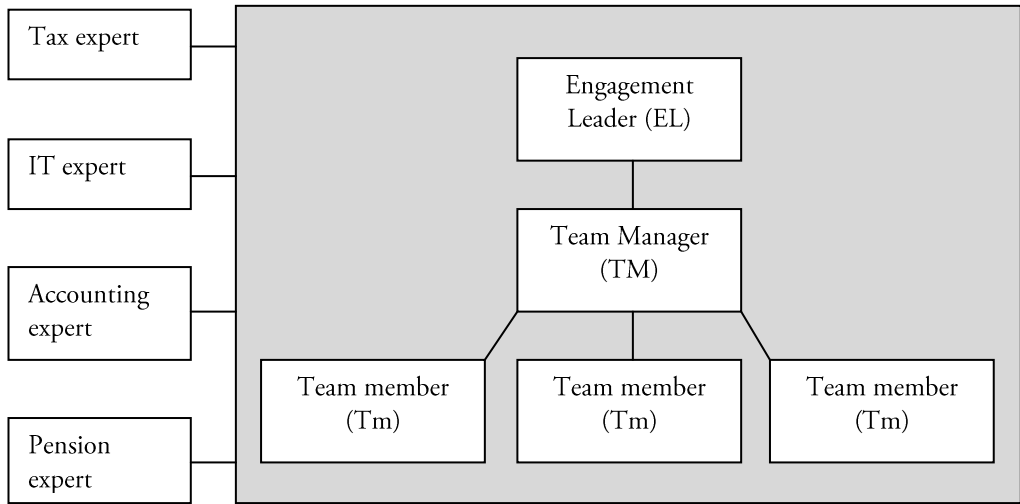 Tax expert
IT expert
Accounting
expert
Pension
expert
Engagement
Leader (EL)
Team Manager
(TM)
Team member
(Tm)
Team member
(Tm)
Team member
(Tm)